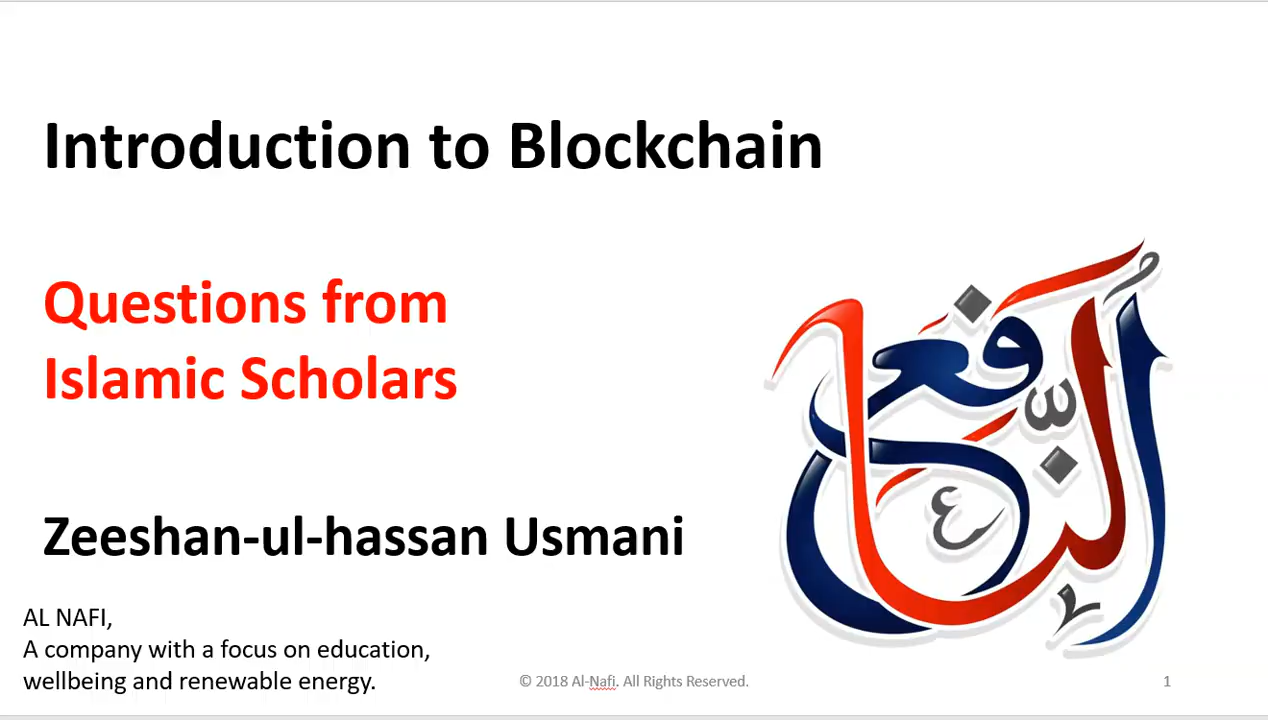 Introduction to Blockchain
Questions from
Islamic Scholars
النافع
Zeeshan-ul-hassan Usmani
AL NAFI,
A company with a focus on education,
wellbeing and renewable energy.
© 2018 Al-Nafi. All Rights Reserved.
1